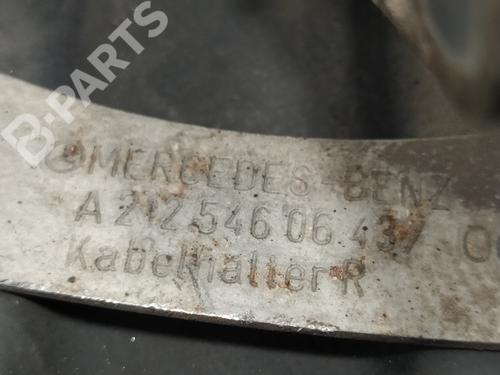 B-PARTS
MERCEDES-BENZ
A 212 546 06 43
Kabelhalter R